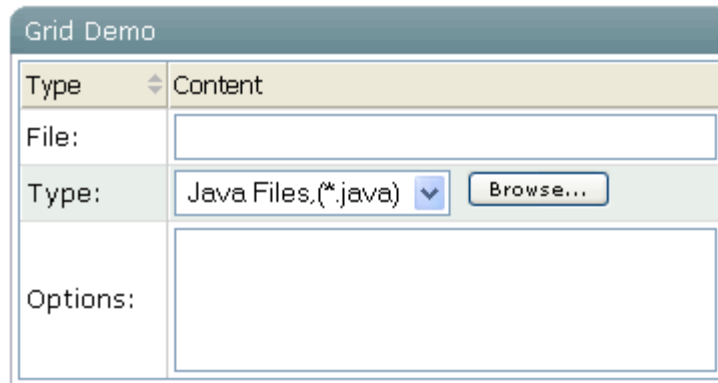 Grid Demo
Type Content
File:
Type: Java Files,(*.java) Browse...
Options: